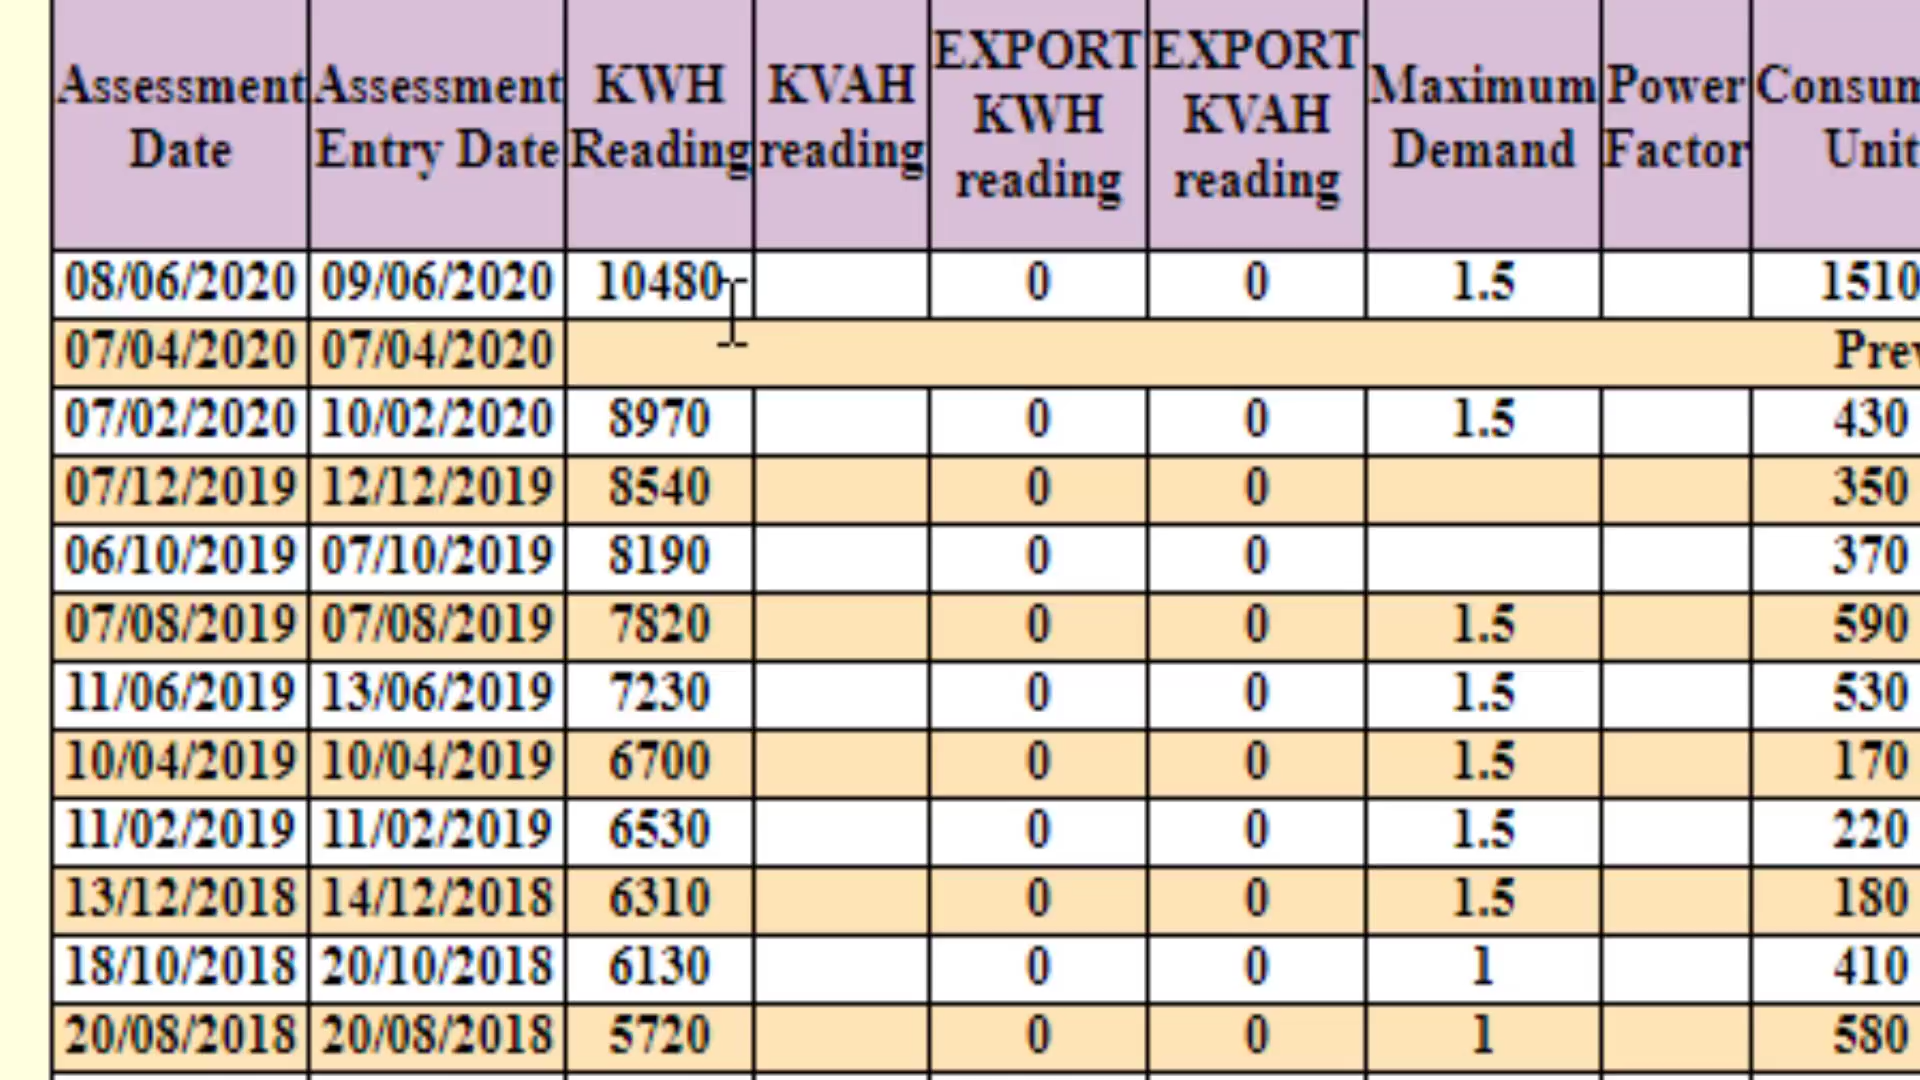 Assessment Date Assessment Entry Date KWH Reading KVAH reading EXPORT KWH reading EXPORT KVAH reading Maximum Demand Power Factor
08/06/2020 09/06/2020 10480 0 0 1.5 1510
07/04/2020 07/04/2020
07/02/2020 10/02/2020 8970 0 0 1.5 430
07/12/2019 12/12/2019 8540 0 0 350
06/10/2019 07/10/2019 8190 0 0 370
07/08/2019 07/08/2019 7820 0 0 1.5 590
11/06/2019 13/06/2019 7230 0 0 1.5 530
10/04/2019 10/04/2019 6700 0 0 1.5 170
11/02/2019 11/02/2019 6530 0 0 1.5 220
13/12/2018 14/12/2018 6310 0 0 1.5 180
18/10/2018 20/10/2018 6130 0 0 1 410
20/08/2018 20/08/2018 5720 0 0 1 580